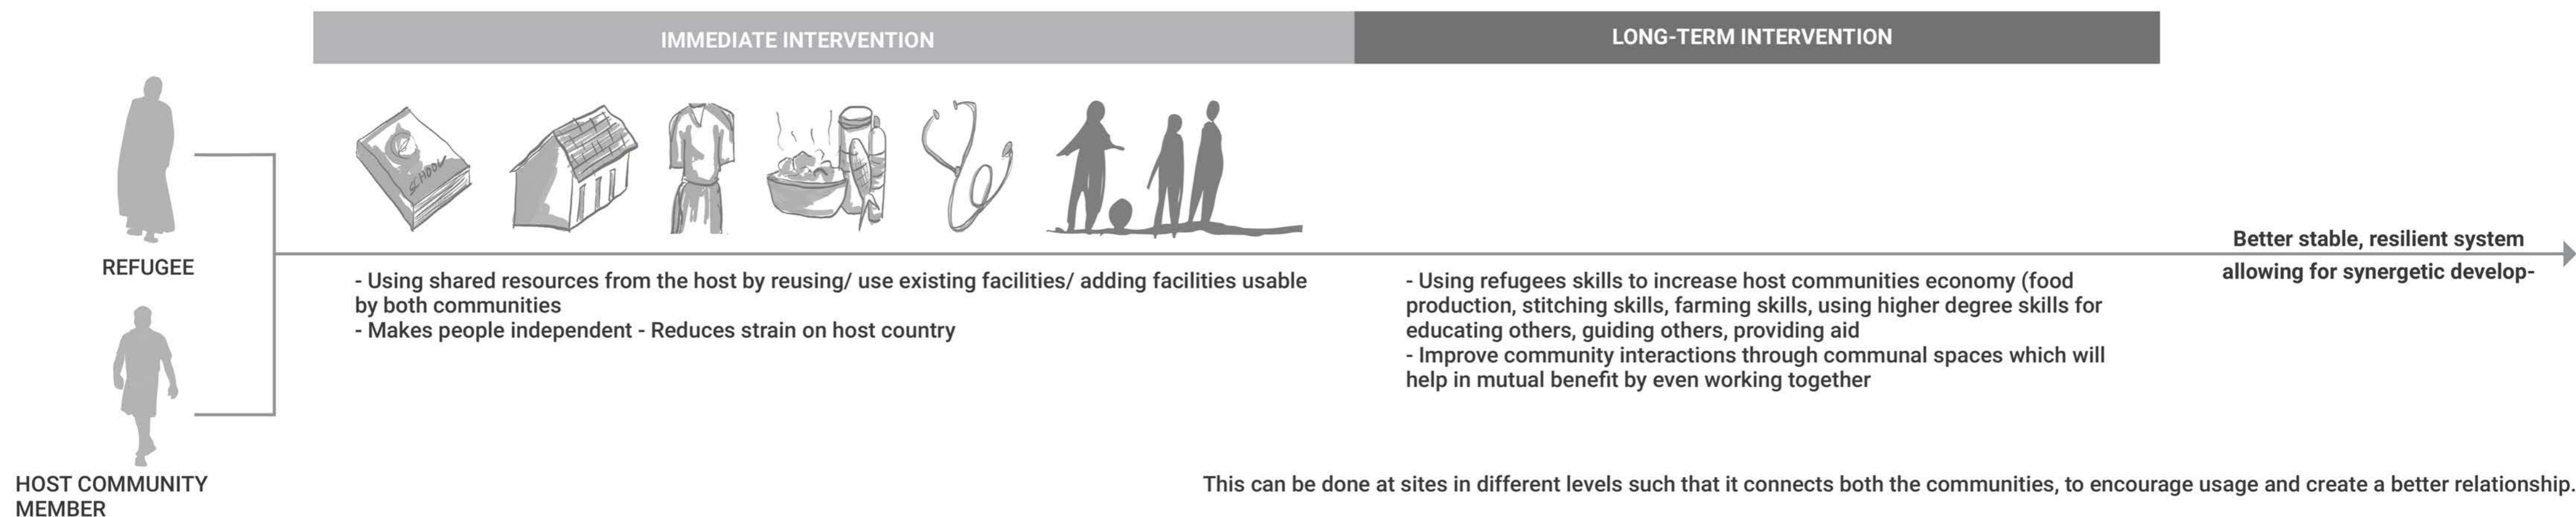 IMMEDIATE INTERVENTION
LONG-TERM INTERVENTION
SCHOOL
REFUGEE
HOST COMMUNITY
MEMBER
- Using shared resources from the host by reusing/ use existing facilities/ adding facilities usable
by both communities
- Makes people independent - Reduces strain on host country
- Using refugees skills to increase host communities economy (food
production, stitching skills, farming skills, using higher degree skills for
educating others, guiding others, providing aid
- Improve community interactions through communal spaces which will
help in mutual benefit by even working together
Better stable, resilient system
allowing for synergetic develop-
This can be done at sites in different levels such that it connects both the communities, to encourage usage and create a better relationship.